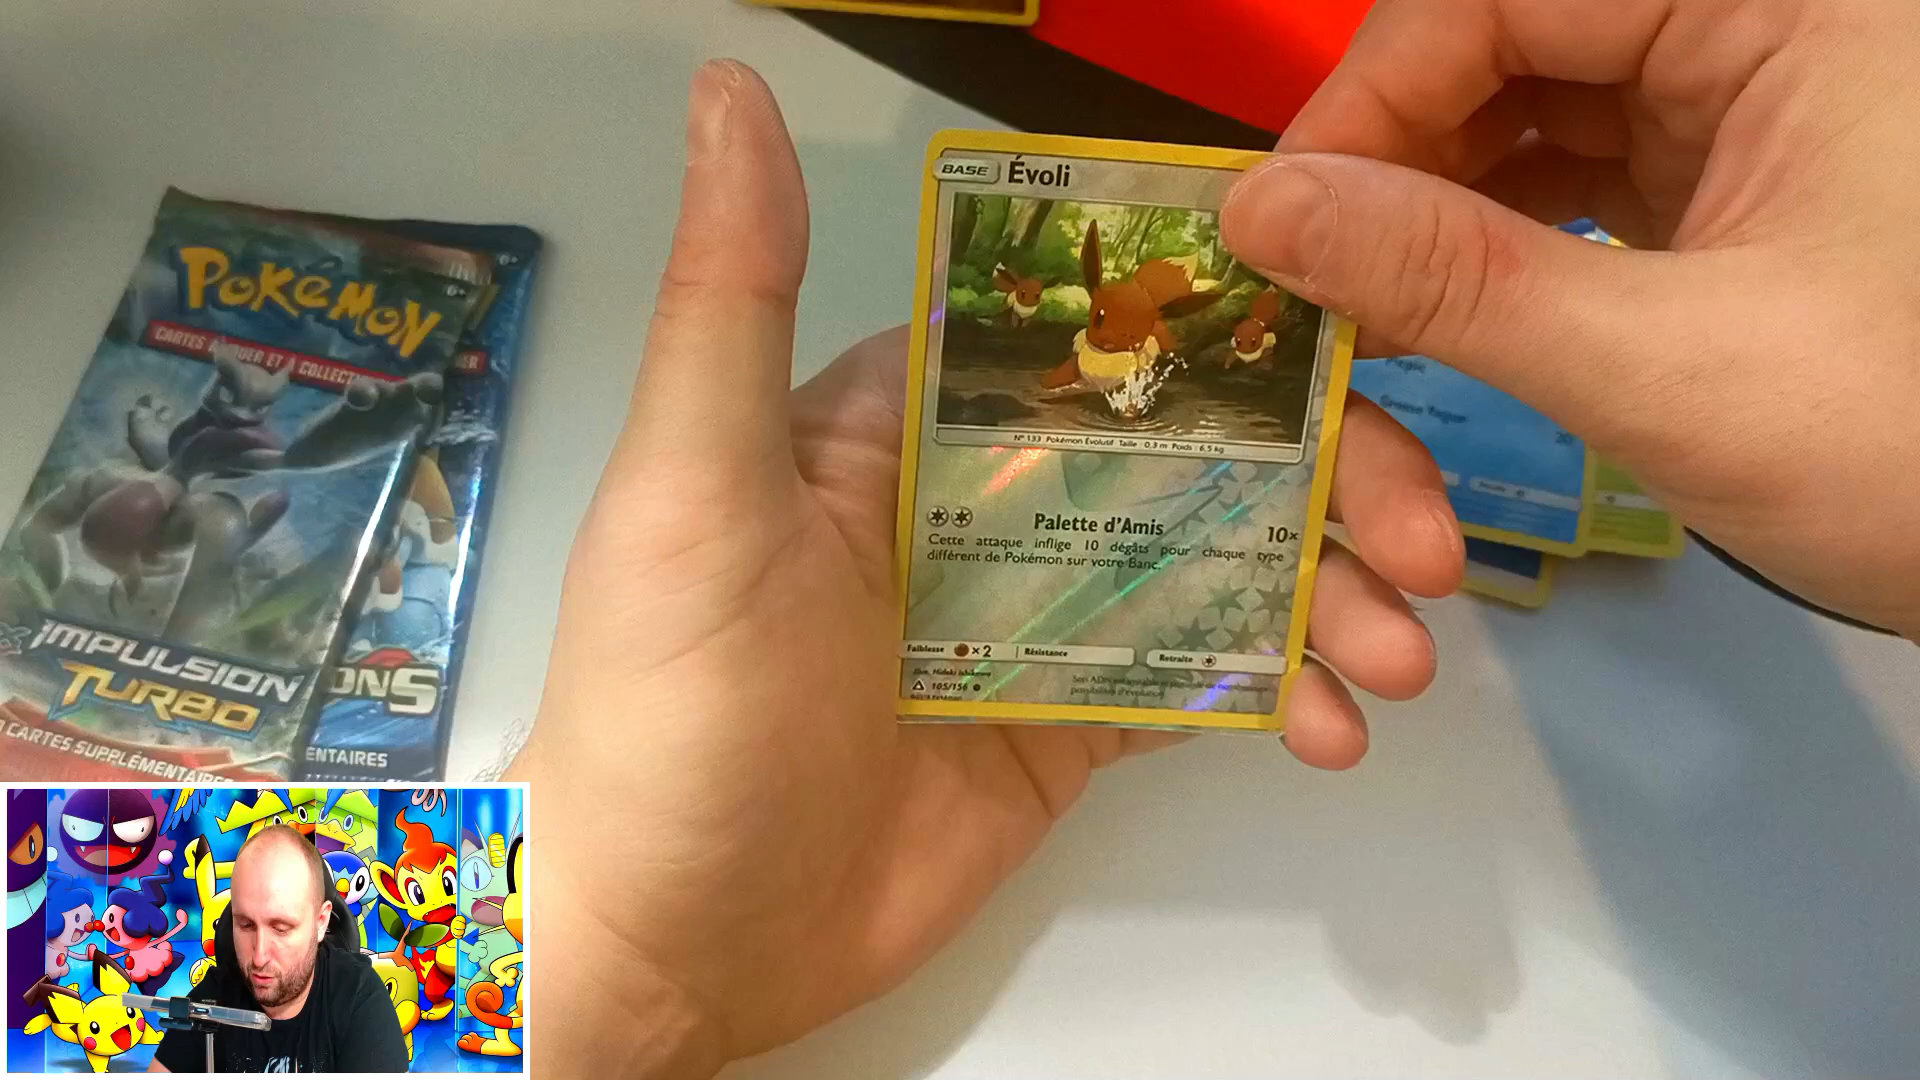 POKÉMON
CARTES À JOUER ET À COLLECTIONNER
IMPULSION
TURBO
CARTES SUPPLÉMENTAIRES
ONS
ENTAIRES
BASE Évoli
N° 133 Pokémon Évolutif Taille : 0,3 m Poids : 6,5 kg
Palette d'Amis 10×
Cette attaque inflige 10 dégâts pour chaque type
différent de Pokémon sur votre Banc.
Faiblesse ×2 Résistance Retraite
105/156
20